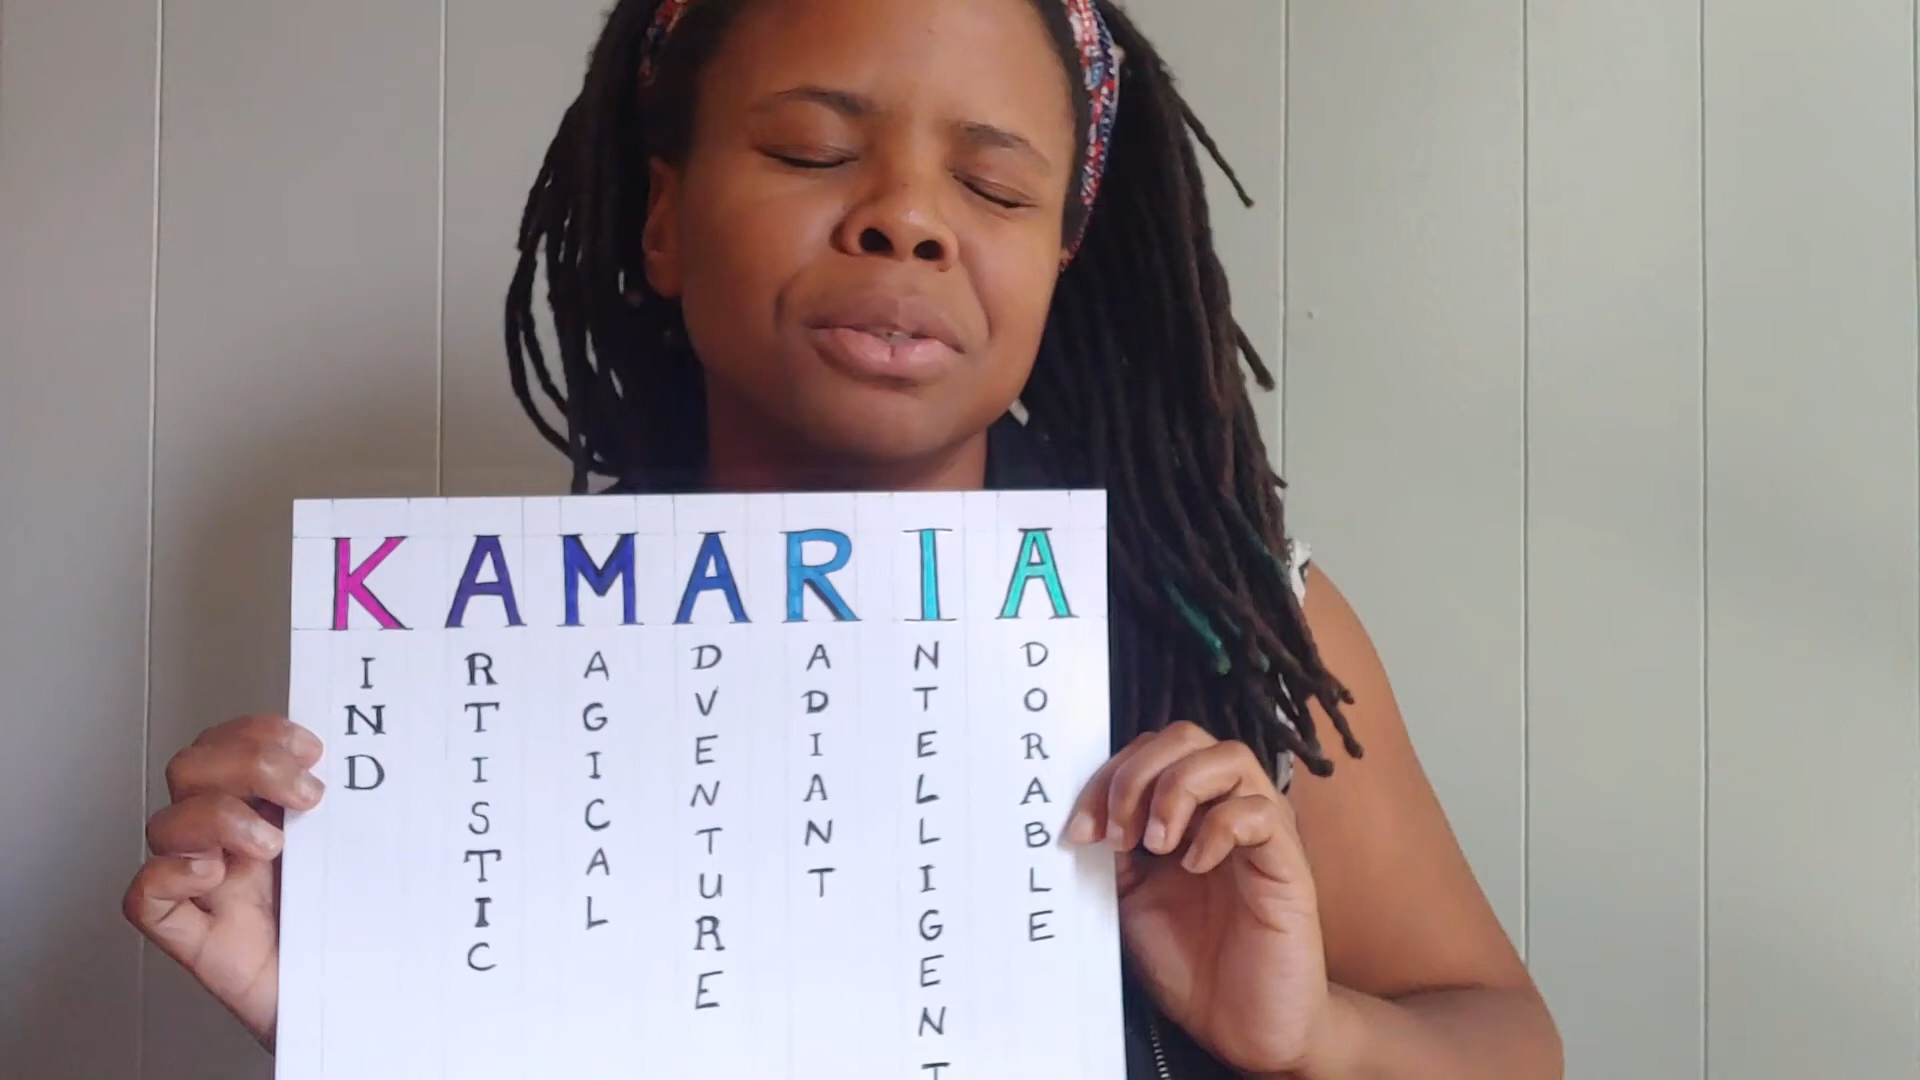 KAMARIA
IND
RTISTIC
AGICAL
DVENTURE
ADIANT
NTELLIGENT
DORABLE